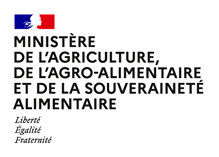 MINISTÈRE
DE L'AGRICULTURE,
DE L'AGRO-ALIMENTAIRE
ET DE LA SOUVERAINETÉ
ALIMENTAIRE
Liberté
Égalité
Fraternité